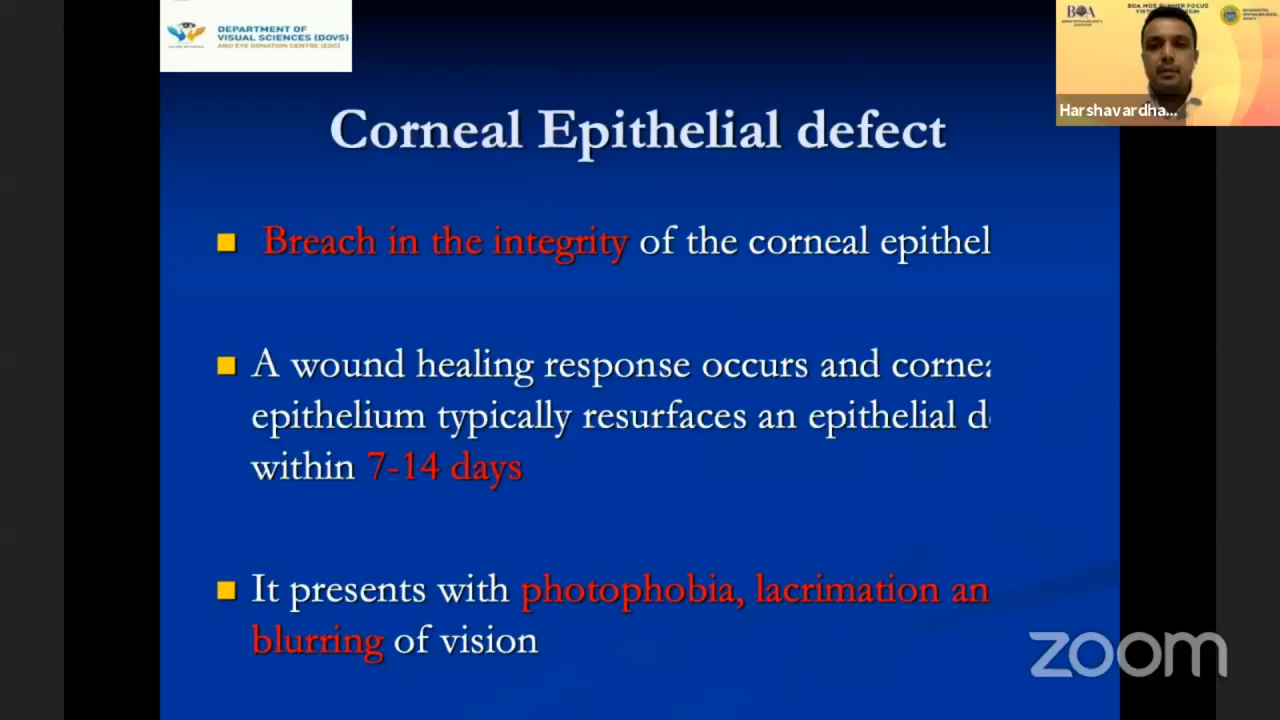 DEPARTMENT OF
VISUAL SCIENCES (DOVS)
AND EYE DONATION CENTRE (EDC)
BOA
Harshavardha...
Corneal Epithelial defect
Breach in the integrity of the corneal epithel
A wound healing response occurs and cornea
epithelium typically resurfaces an epithelial d
within 7-14 days
It presents with photophobia, lacrimation an
blurring of vision
zoom